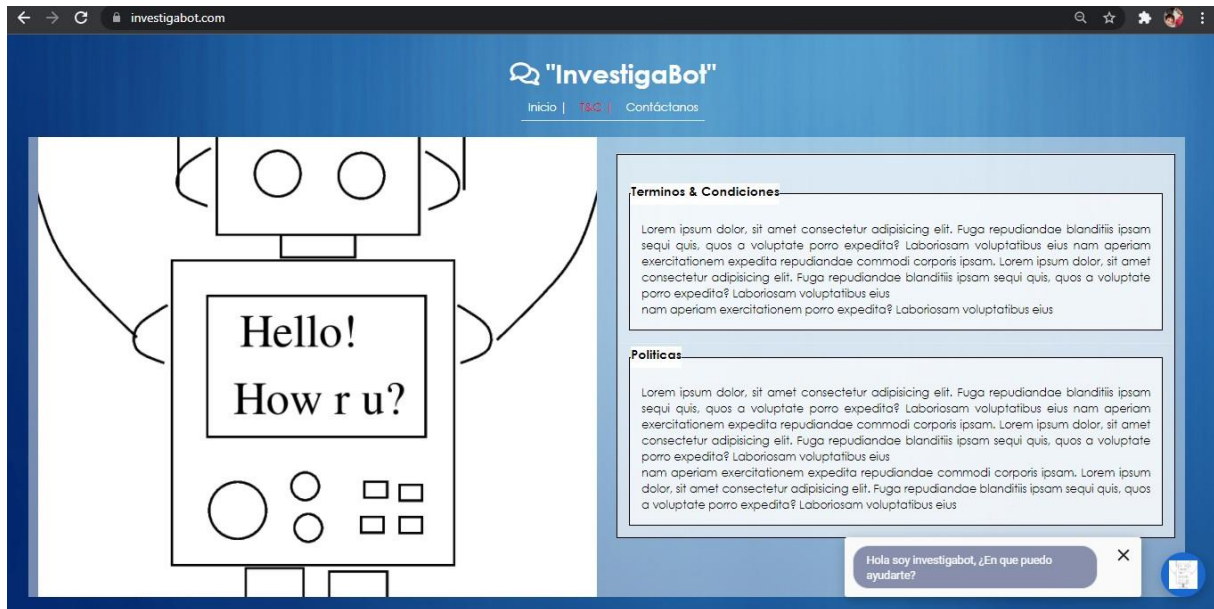 investigabot.com
"InvestigaBot"
Inicio | T&C | Contáctanos
Hello!
How r u?
Terminos & Condiciones
Lorem ipsum dolor, sit amet consectetur adipisicing elit. Fuga repudiandae blanditiis ipsam
sequi quis, quos a voluptate porro expedita? Laboriosam voluptatibus eius nam aperiam
exercitationem expedita repudiandae commodi corporis ipsam. Lorem ipsum dolor, sit amet
consectetur adipisicing elit. Fuga repudiandae blanditiis ipsam sequi quis, quos a voluptate
porro expedita? Laboriosam voluptatibus eius
nam aperiam exercitationem porro expedita? Laboriosam voluptatibus eius
Politicas
Lorem ipsum dolor, sit amet consectetur adipisicing elit. Fuga repudiandae blanditiis ipsam
sequi quis, quos a voluptate porro expedita? Laboriosam voluptatibus eius nam aperiam
exercitationem expedita repudiandae commodi corporis ipsam. Lorem ipsum dolor, sit amet
consectetur adipisicing elit. Fuga repudiandae blanditiis ipsam sequi quis, quos a voluptate
porro expedita? Laboriosam voluptatibus eius
nam aperiam exercitationem expedita repudiandae commodi corporis ipsam. Lorem ipsum
dolor, sit amet consectetur adipisicing elit. Fuga repudiandae blanditiis ipsam sequi quis, quos
a voluptate porro expedita? Laboriosam voluptatibus eius
Hola soy investigabot, ¿En que puedo
ayudarte?